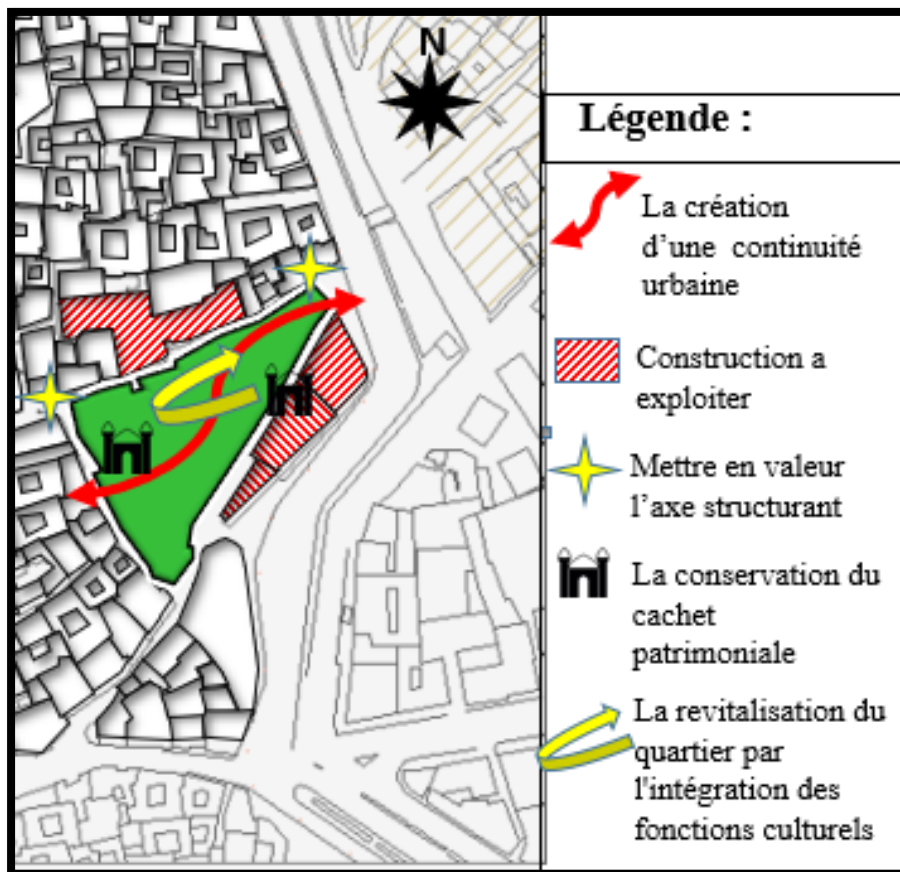 N
Légende :
La création
d’une continuité
urbaine
Construction a
exploiter
Mettre en valeur
l’axe structurant
La conservation du
cachet
patrimoniale
La revitalisation du
quartier par
l'intégration des
fonctions culturels